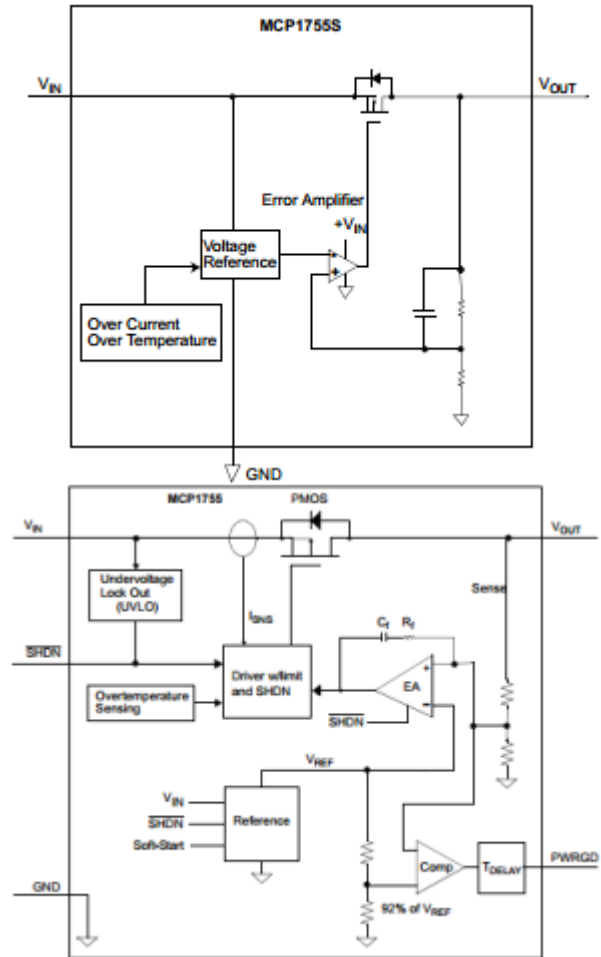 MCP1755S
VIN
VOUT
Error Amplifier
+VIN
Voltage
Reference
-
+
Over Current
Over Temperature
GND
MCP1755
PMOS
VIN
VOUT
Undervoltage
Lock Out
(UVLO)
ISNS
Sense
Cf
Rf
SHDN
Driver w/limit
and SHDN
+
EA
-
Overtemperature
Sensing
SHDN
VREF
VIN
SHDN
Soft-Start
Reference
Comp
TDELAY
PWRGD
GND
92% of VREF